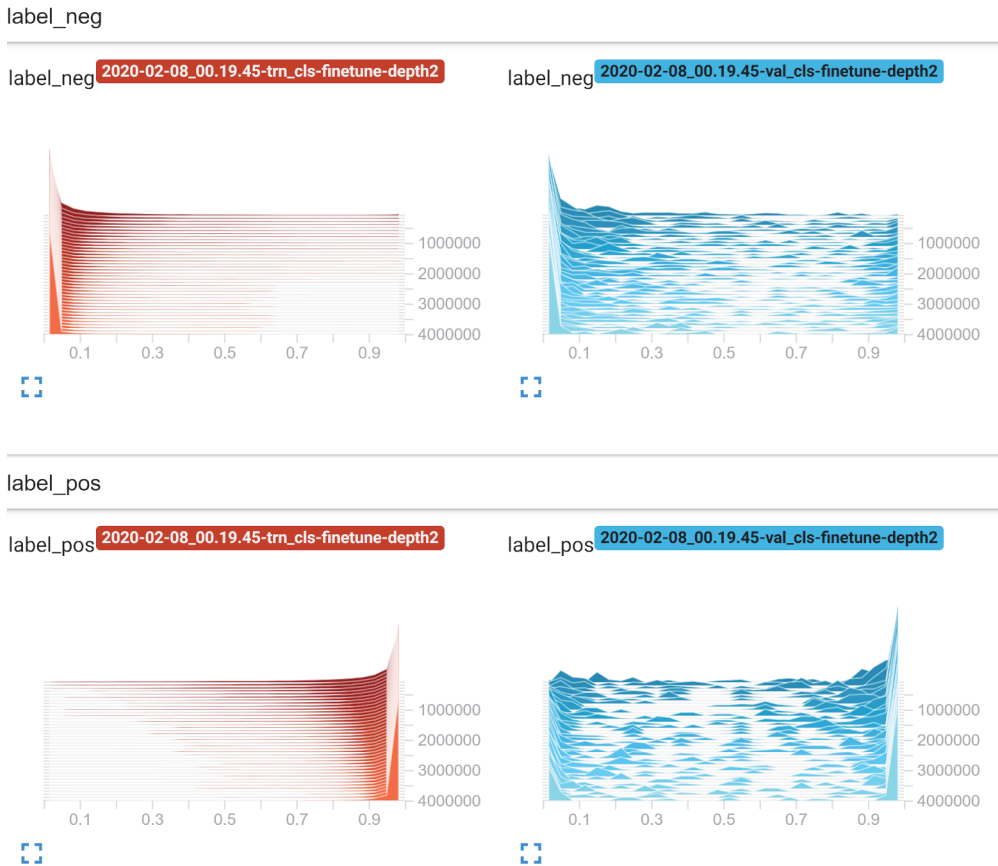 label_neg
label_neg 2020-02-08_00.19.45-trn_cls-finetune-depth2 label_neg 2020-02-08_00.19.45-val_cls-finetune-depth2
1000000 1000000
2000000 2000000
3000000 3000000
4000000 4000000
0.1 0.3 0.5 0.7 0.9 0.1 0.3 0.5 0.7 0.9
label_pos
label_pos 2020-02-08_00.19.45-trn_cls-finetune-depth2 label_pos 2020-02-08_00.19.45-val_cls-finetune-depth2
1000000 1000000
2000000 2000000
3000000 3000000
4000000 4000000
0.1 0.3 0.5 0.7 0.9 0.1 0.3 0.5 0.7 0.9